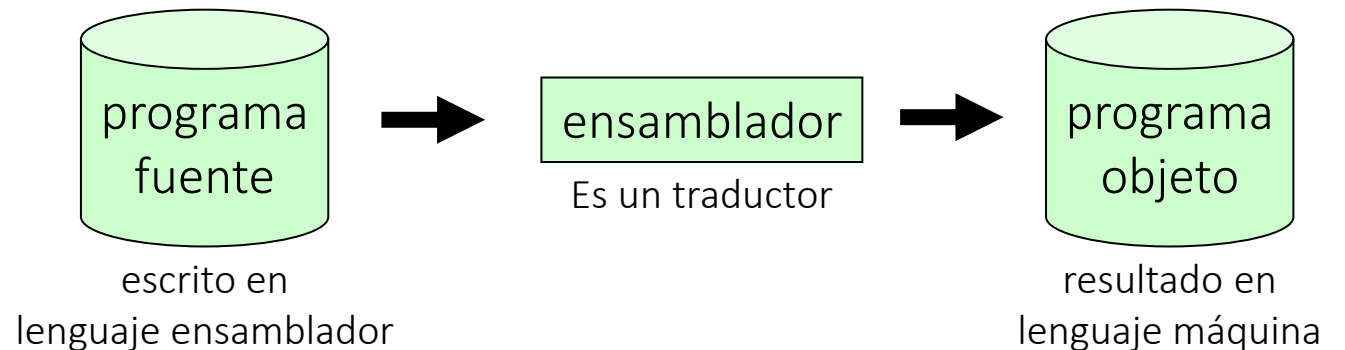 programa
fuente
escrito en
lenguaje ensamblador
ensamblador
Es un traductor
programa
objeto
resultado en
lenguaje máquina